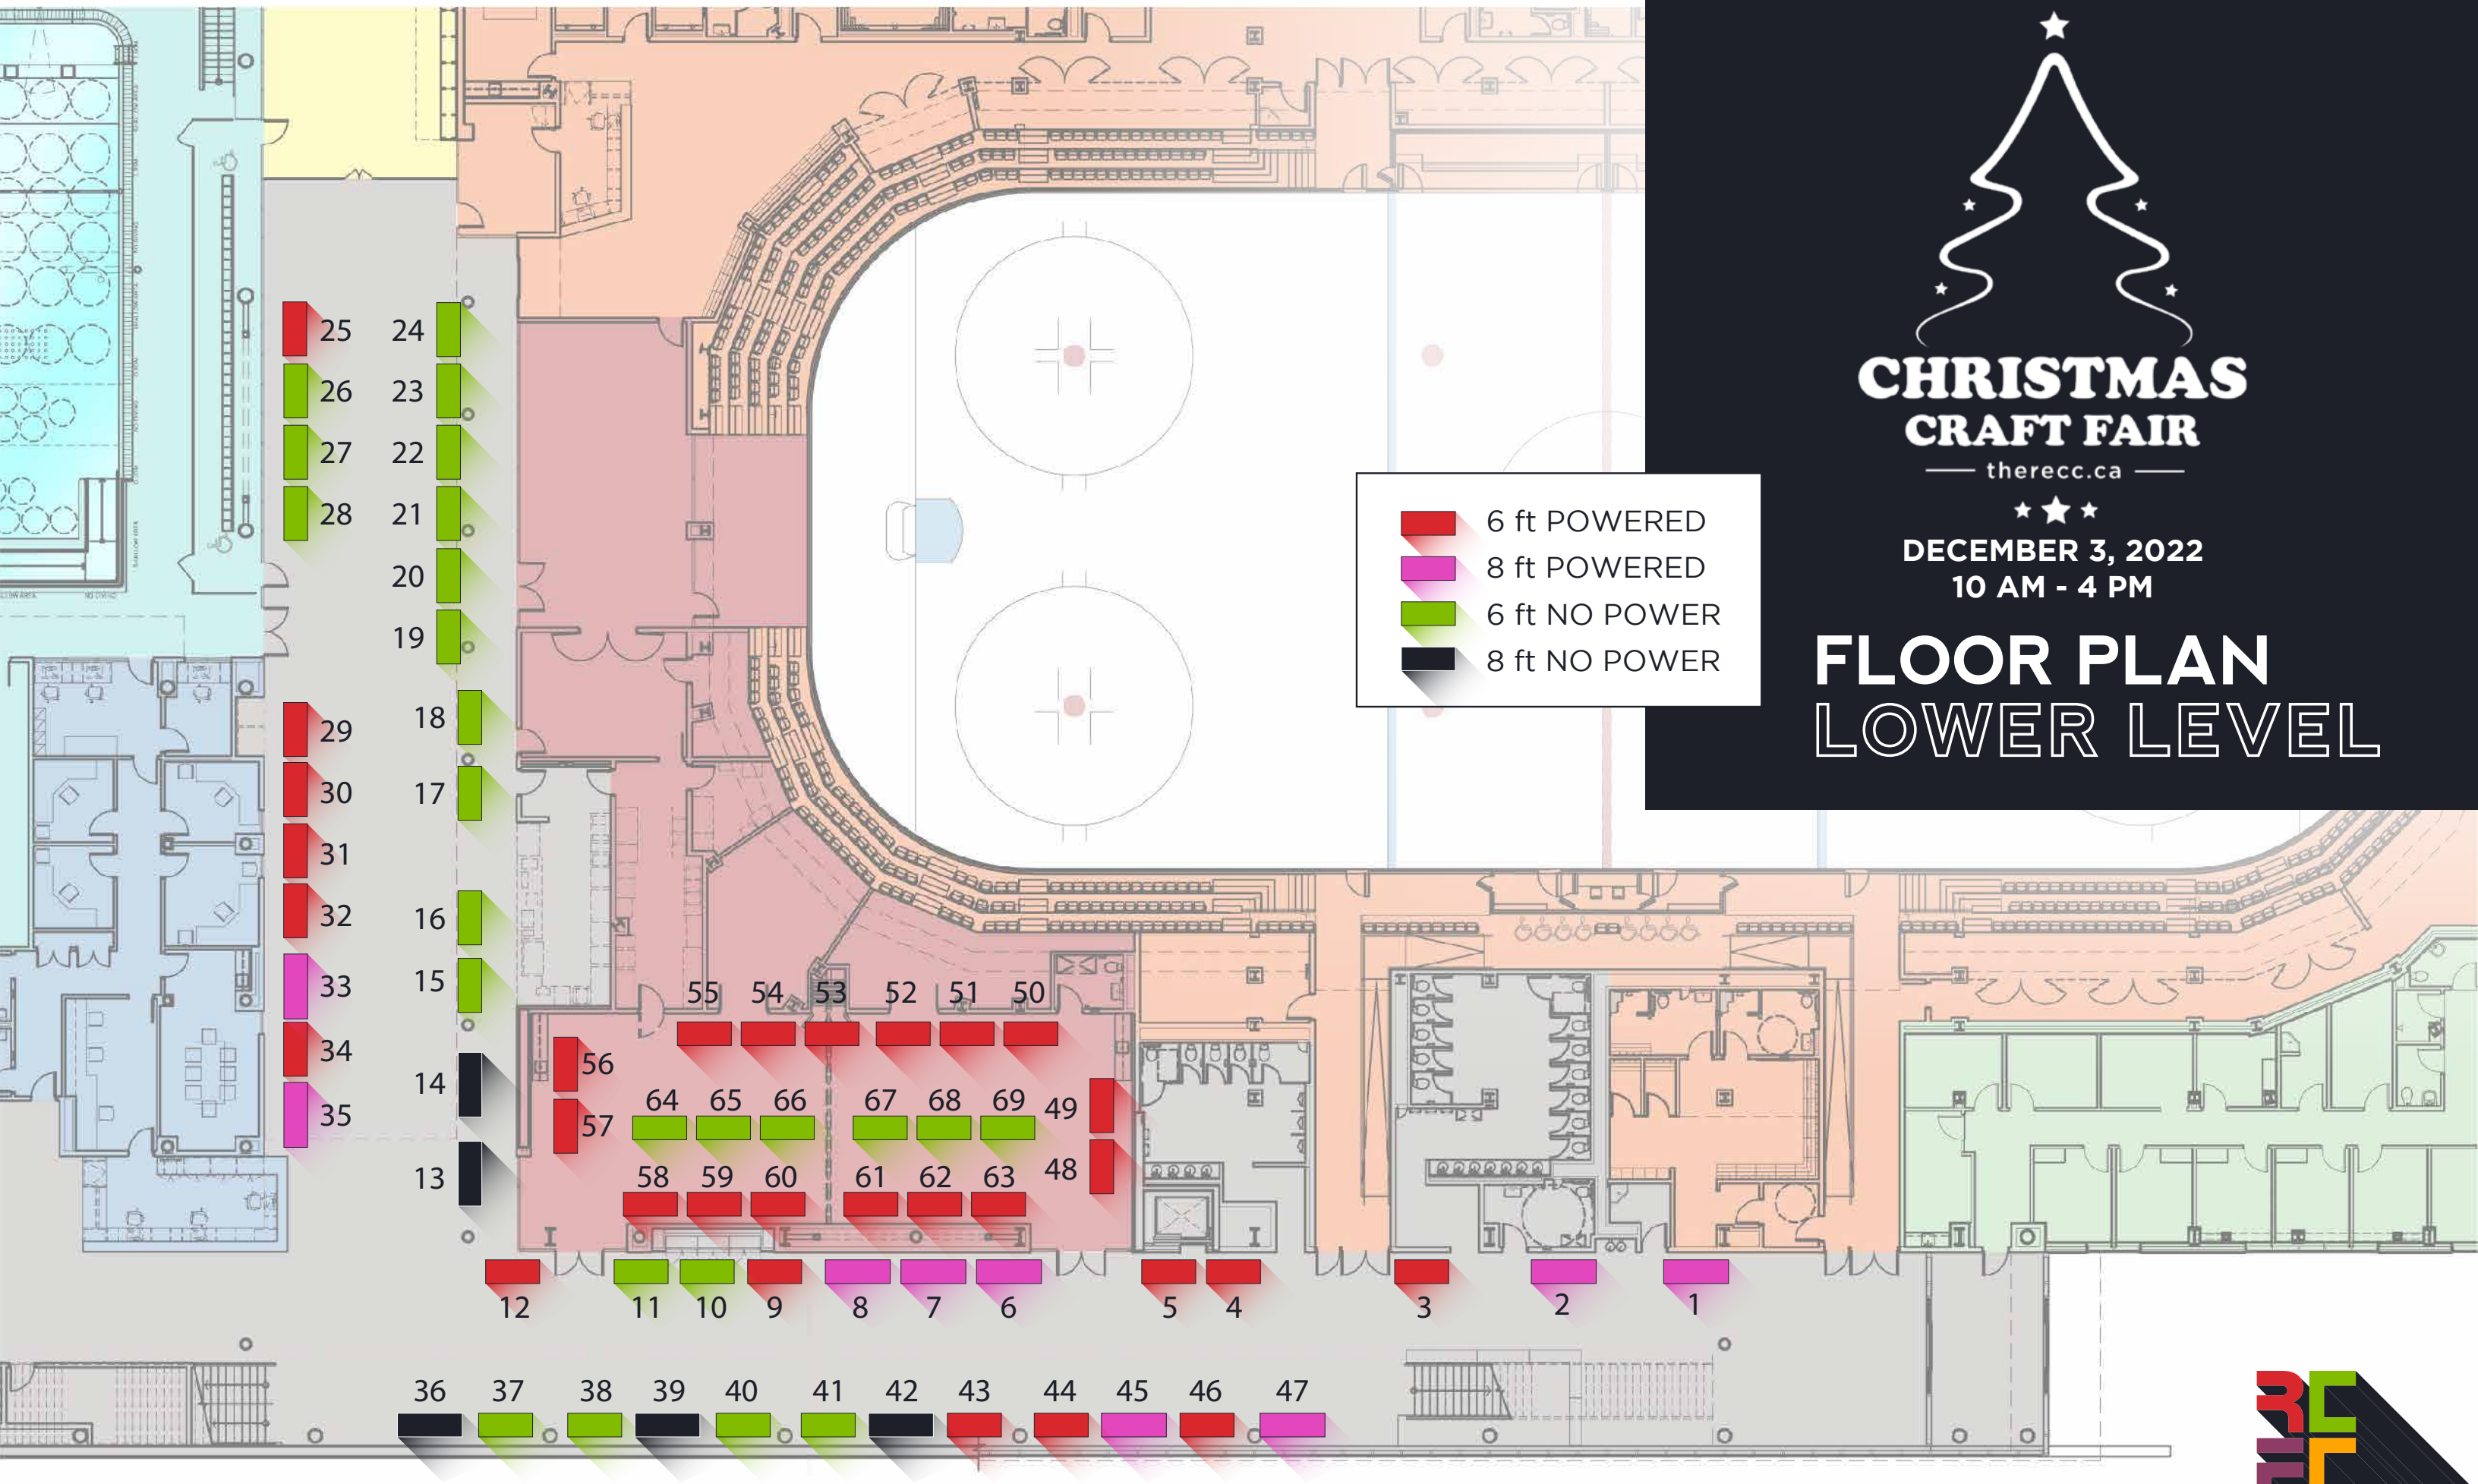 CHRISTMAS
CRAFT FAIR
therecc.ca
DECEMBER 3, 2022
10 AM - 4 PM
FLOOR PLAN
LOWER LEVEL
6 ft POWERED
8 ft POWERED
6 ft NO POWER
8 ft NO POWER
25 24
26 23
27 22
28 21
20
19
18
29
30 17
31
32 16
33 15
34
14
35
13
55 54 53 52 51 50
56
57
64 65 66 67 68 69 49
58 59 60 61 62 63 48
12 11 10 9 8 7 6 5 4 3 2 1
36 37 38 39 40 41 42 43 44 45 46 47